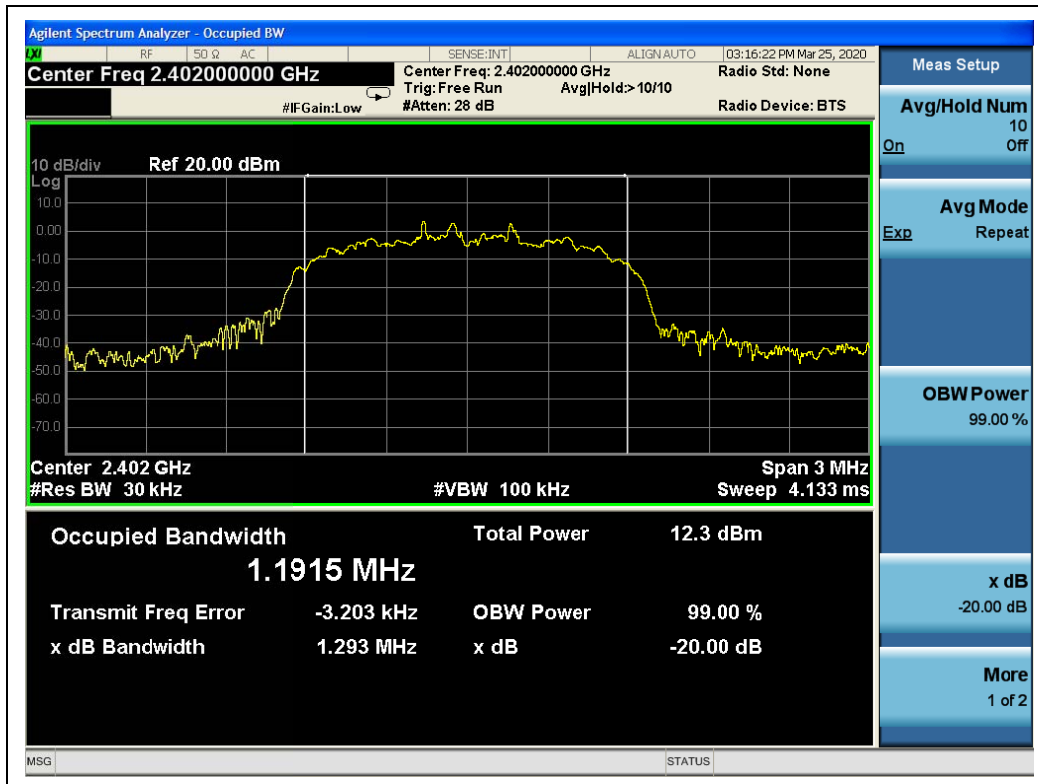 Agilent Spectrum Analyzer - Occupied BW
LXI RF 50 Ω AC SENSE:INT ALIGN AUTO 03:16:22 PM Mar 25, 2020
Center Freq 2.402000000 GHz
Center Freq: 2.402000000 GHz
Radio Std: None
Trig: Free Run Avg|Hold:> 10/10
#IFGain:Low
#Atten: 28 dB
Radio Device: BTS
10 dB/div Ref 20.00 dBm
Log
10.0
0.00
-10.0
-20.0
-30.0
-40.0
-50.0
-60.0
-70.0
Center 2.402 GHz Span 3 MHz
#Res BW 30 kHz #VBW 100 kHz Sweep 4.133 ms
Occupied Bandwidth Total Power 12.3 dBm
1.1915 MHz
Transmit Freq Error -3.203 kHz OBW Power 99.00 %
x dB Bandwidth 1.293 MHz x dB -20.00 dB
Meas Setup
Avg/Hold Num
10
On Off
Avg Mode
Exp Repeat
OBW Power
99.00 %
x dB
-20.00 dB
More
1 of 2
MSG STATUS